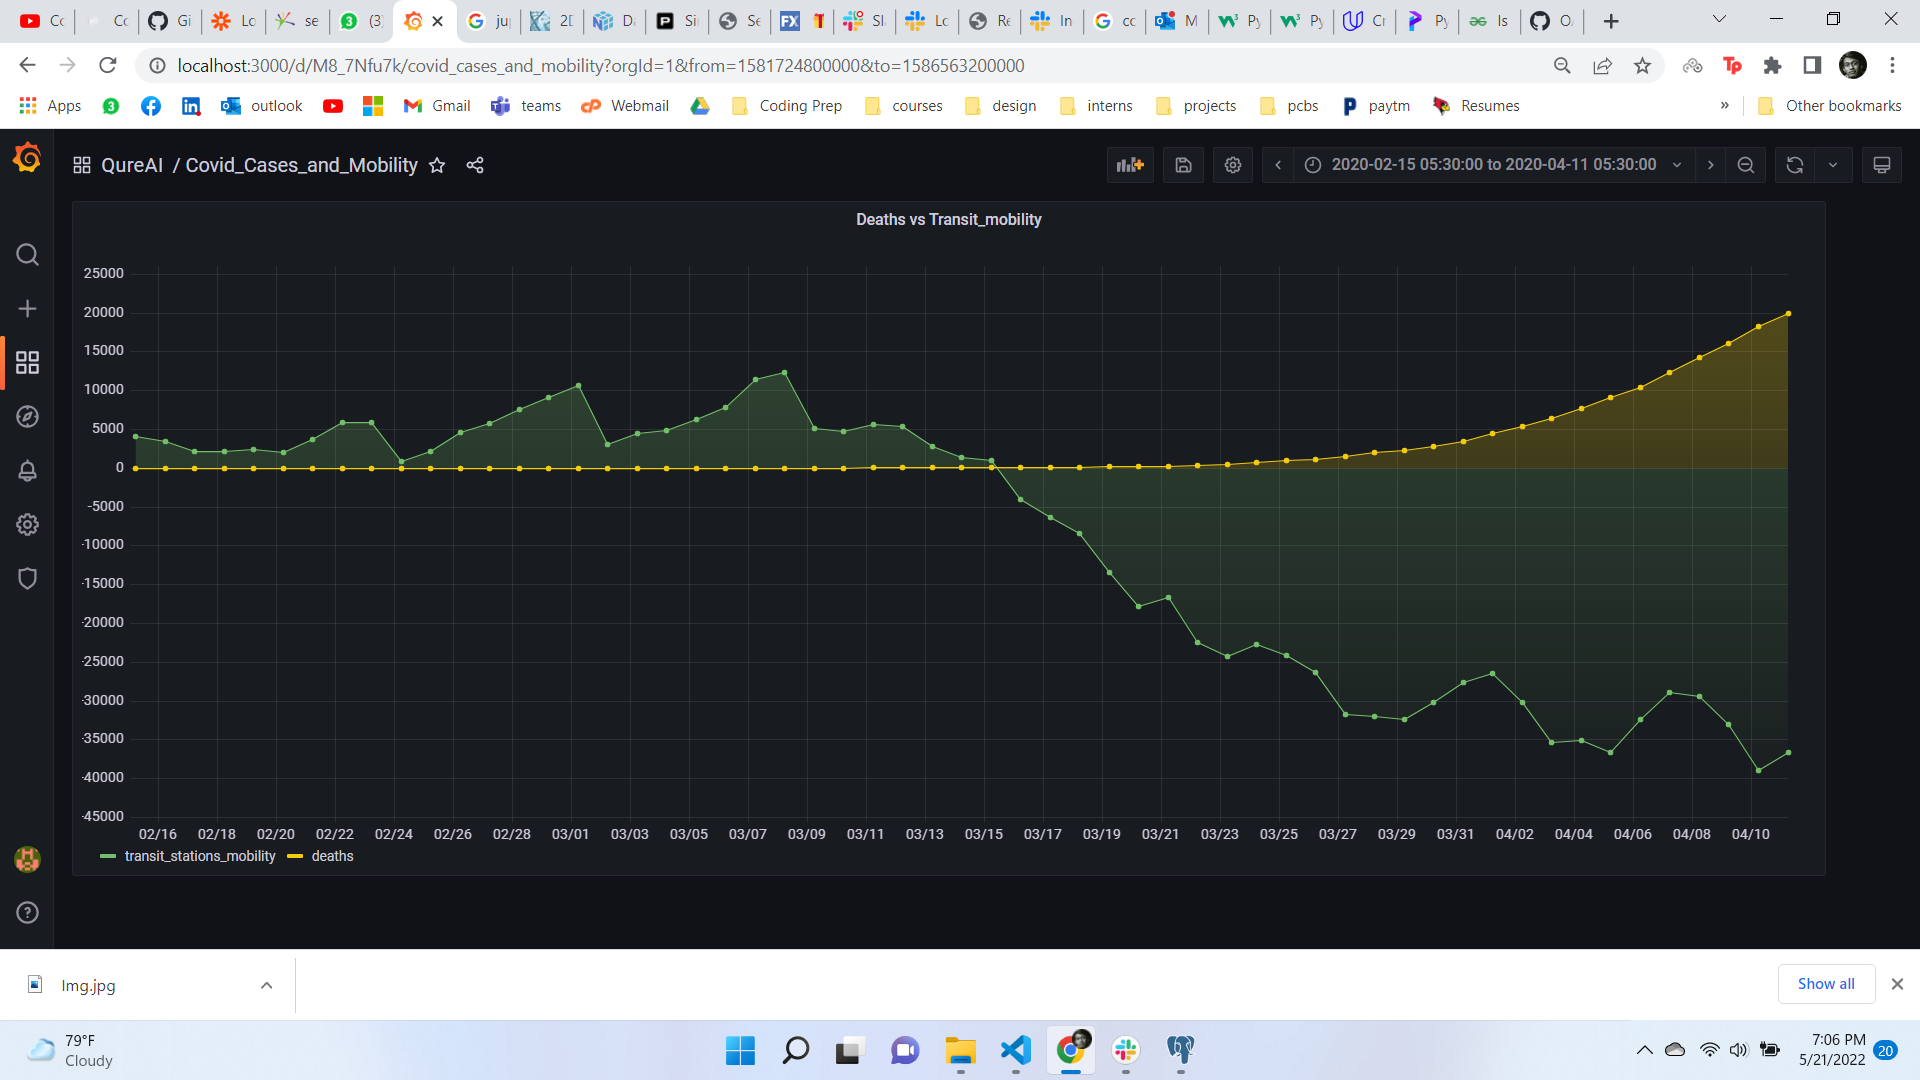 Cc
Cc
Gi
Lo
se
(3)
ju
2D
Da
Si
Se
FX
Sl
Lo
Re
In
cc
M
Py
Py
Cr
Py
Is
localhost:3000/d/M8_7Nfu7k/covid_cases_and_mobility?orgId=1&from=1581724800000&to=1586563200000
Apps outlook Gmail teams Webmail Coding Prep courses design interns projects pcbs paytm Resumes » Other bookmarks
QureAI / Covid_Cases_and_Mobility
2020-02-15 05:30:00 to 2020-04-11 05:30:00
Deaths vs Transit_mobility
25000
20000
15000
10000
5000
0
-5000
-10000
-15000
-20000
-25000
-30000
-35000
-40000
-45000
02/16 02/18 02/20 02/22 02/24 02/26 02/28 03/01 03/03 03/05 03/07 03/09 03/11 03/13 03/15 03/17 03/19 03/21 03/23 03/25 03/27 03/29 03/31 04/02 04/04 04/06 04/08 04/10
transit_stations_mobility deaths
Img.jpg
Show all
79°F
Cloudy
7:06 PM
5/21/2022
20